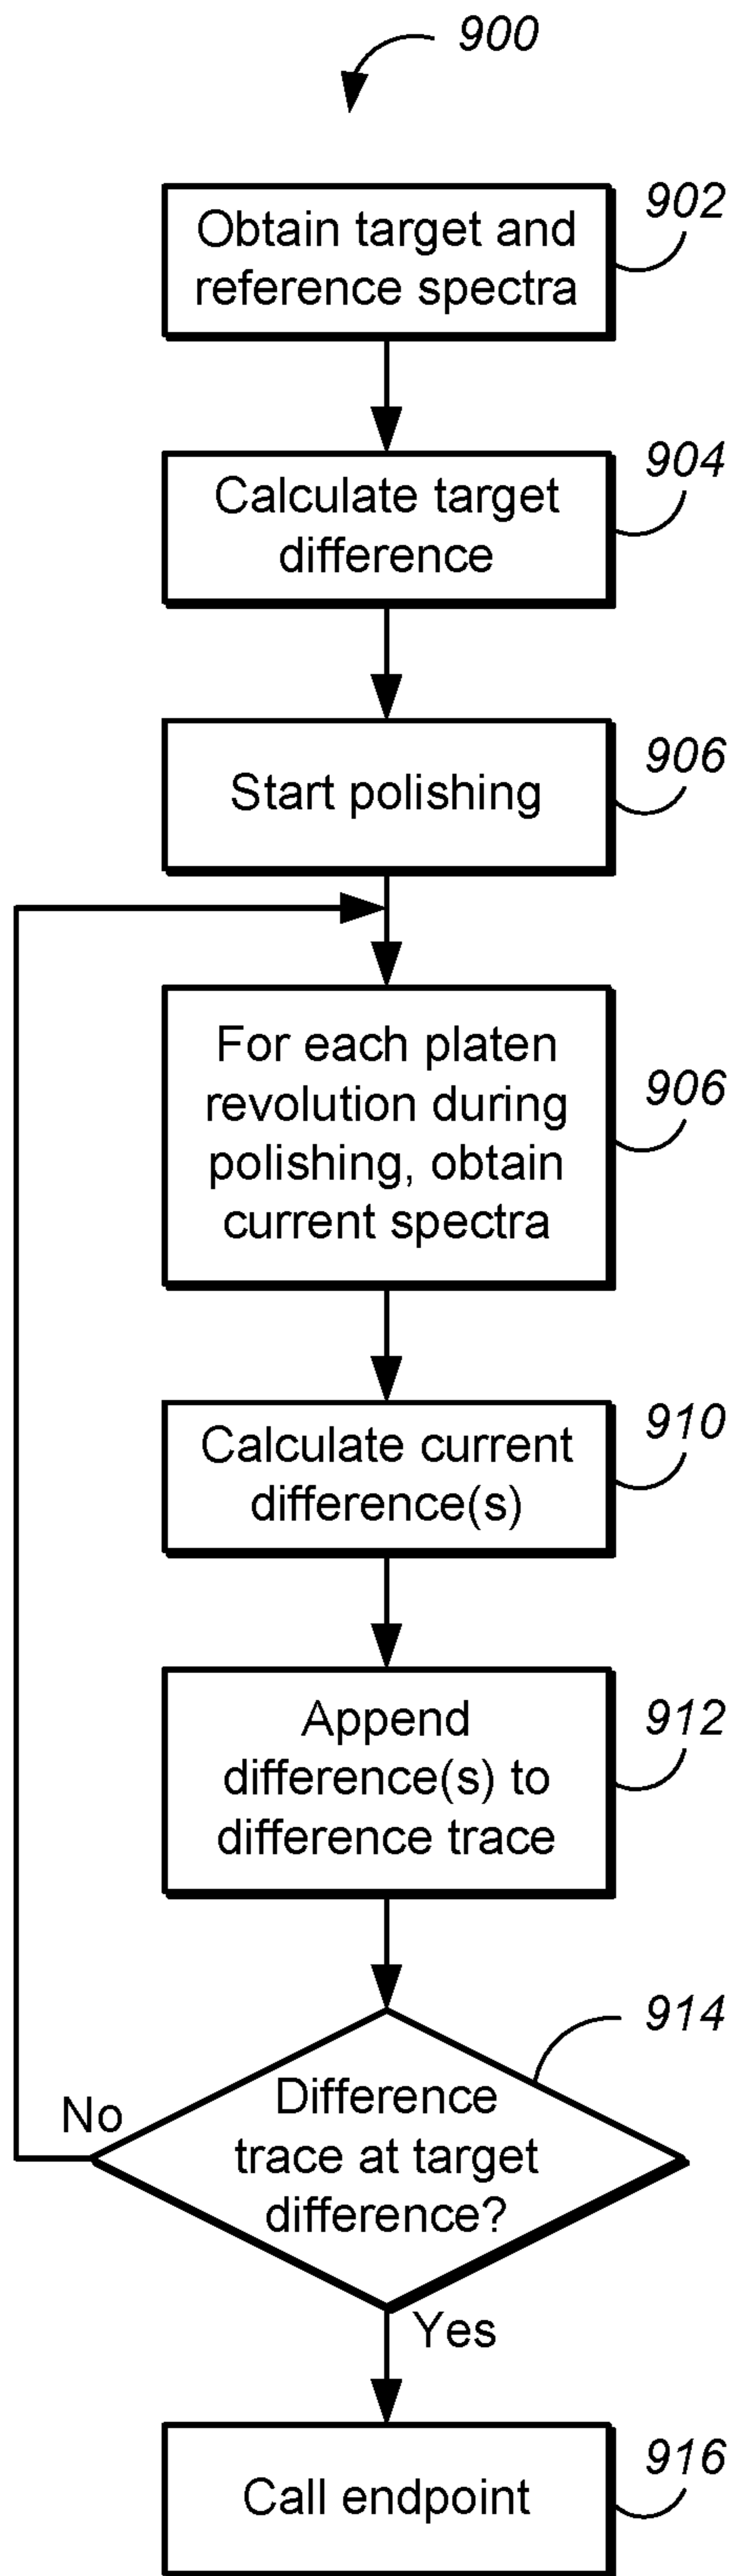 900
Obtain target and
reference spectra
902
Calculate target
difference
904
Start polishing
906
For each platen
revolution during
polishing, obtain
current spectra
906
Calculate current
difference(s)
910
Append
difference(s) to
difference trace
912
Difference
trace at target
difference?
914
No
Yes
Call endpoint
916